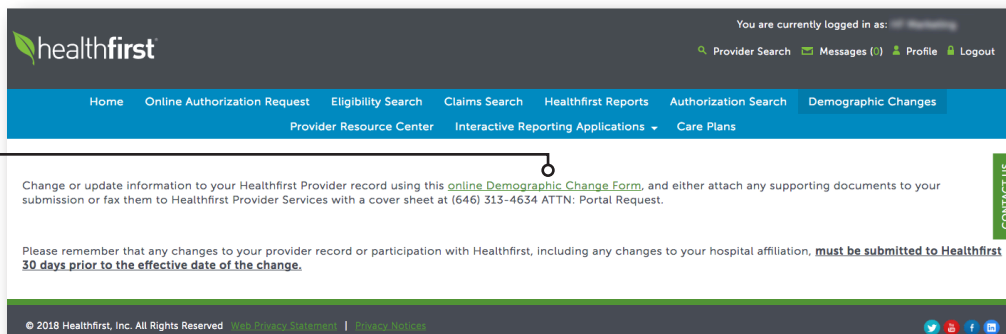 You are currently logged in as:
healthfirst
Provider Search Messages (0) Profile Logout
Home Online Authorization Request Eligibility Search Claims Search Healthfirst Reports Authorization Search Demographic Changes
Provider Resource Center Interactive Reporting Applications Care Plans
CONTACT US
Change or update information to your Healthfirst Provider record using this online Demographic Change Form, and either attach any supporting documents to your
submission or fax them to Healthfirst Provider Services with a cover sheet at (646) 313-4634 ATTN: Portal Request.
Please remember that any changes to your provider record or participation with Healthfirst, including any changes to your hospital affiliation, must be submitted to Healthfirst
30 days prior to the effective date of the change.
© 2018 Healthfirst, Inc. All Rights Reserved Web Privacy Statement | Privacy Notices